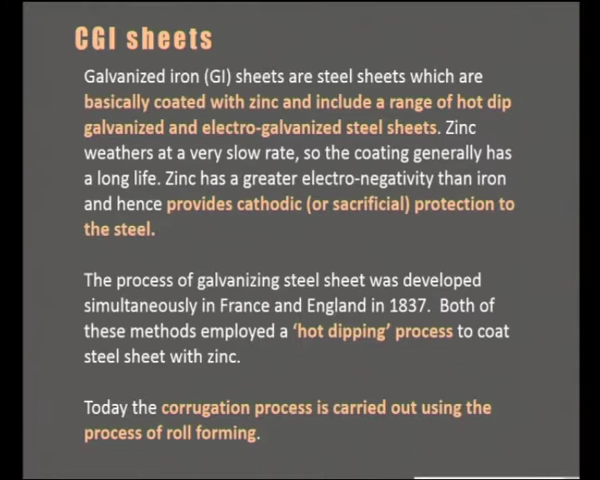 CGI sheets
Galvanized iron (GI) sheets are steel sheets which are
basically coated with zinc and include a range of hot dip
galvanized and electro-galvanized steel sheets. Zinc
weathers at a very slow rate, so the coating generally has
a long life. Zinc has a greater electro-negativity than iron
and hence provides cathodic (or sacrificial) protection to
the steel.
The process of galvanizing steel sheet was developed
simultaneously in France and England in 1837. Both of
these methods employed a ‘hot dipping’ process to coat
steel sheet with zinc.
Today the corrugation process is carried out using the
process of roll forming.